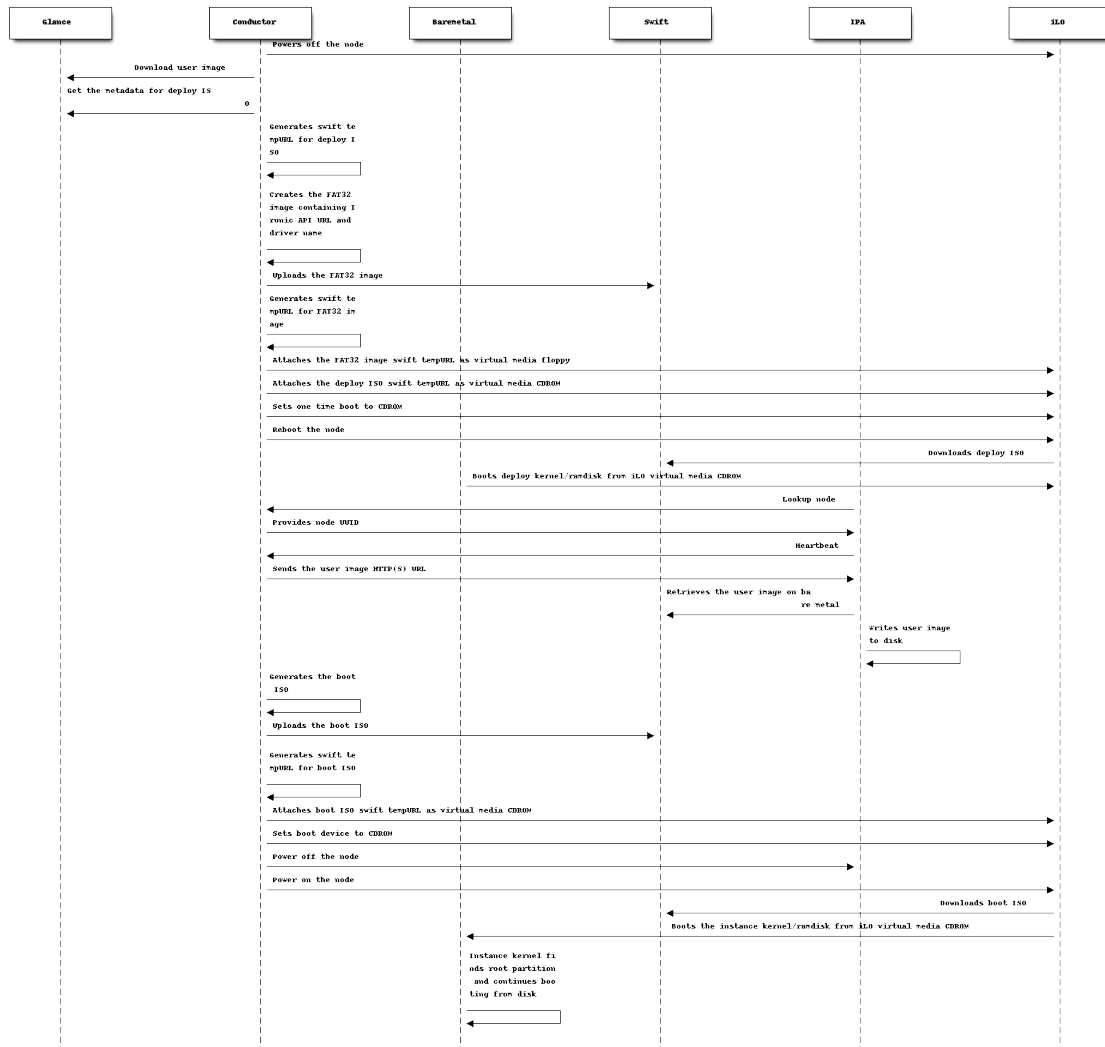 Glance
Conductor
Baremetal
Swift
IPA
iLO
Powers off the node
Download user image
Get the metadata for deploy IS
O
Generates swift te
mpURL for deploy I
SO
Creates the FAT32
image containing I
ronic API URL and
driver name
Uploads the FAT32 image
Generates swift te
mpURL for FAT32 im
age
Attaches the FAT32 image swift tempURL as virtual media floppy
Attaches the deploy ISO swift tempURL as virtual media CDROM
Sets one time boot to CDROM
Reboot the node
Downloads deploy ISO
Boots deploy kernel/ramdisk from iLO virtual media CDROM
Lookup node
Provides node UUID
Heartbeat
Sends the user image HTTP(S) URL
Retrieves the user image on ba
re metal
Writes user image
to disk
Generates the boot
ISO
Uploads the boot ISO
Generates swift te
mpURL for boot ISO
Attaches boot ISO swift tempURL as virtual media CDROM
Sets boot device to CDROM
Power off the node
Power on the node
Downloads boot ISO
Boots the instance kernel/ramdisk from iLO virtual media CDROM
Instance kernel fi
nds root partition
and continues boo
ting from disk